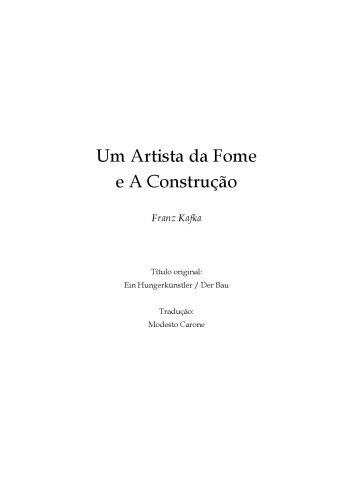 Um Artista da Fome
e A Construção
Franz Kafka
Título original:
Ein Hungerkünstler / Der Bau
Tradução:
Modesto Carone